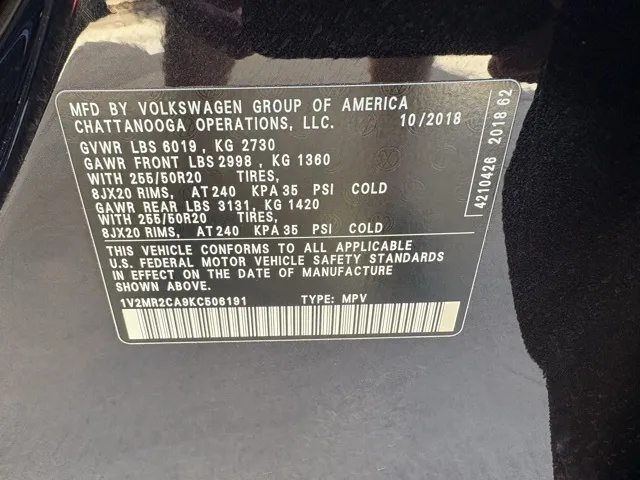 MFD BY VOLKSWAGEN GROUP OF AMERICA
CHATTANOOGA OPERATIONS, LLC. 10/2018
GVWR LBS 6019, KG 2730
GAWR FRONT LBS 2998, KG 1360
WITH 255/50R20 TIRES,
8JX20 RIMS, AT 240 KPA 35 PSI COLD
GAWR REAR LBS 3131, KG 1420
WITH 255/50R20 TIRES,
8JX20 RIMS, AT 240 KPA 35 PSI COLD
THIS VEHICLE CONFORMS TO ALL APPLICABLE
U.S. FEDERAL MOTOR VEHICLE SAFETY STANDARDS
IN EFFECT ON THE DATE OF MANUFACTURE
SHOWN ABOVE.
1V2MR2CA9KC506191 TYPE: MPV
4210426 2018 62